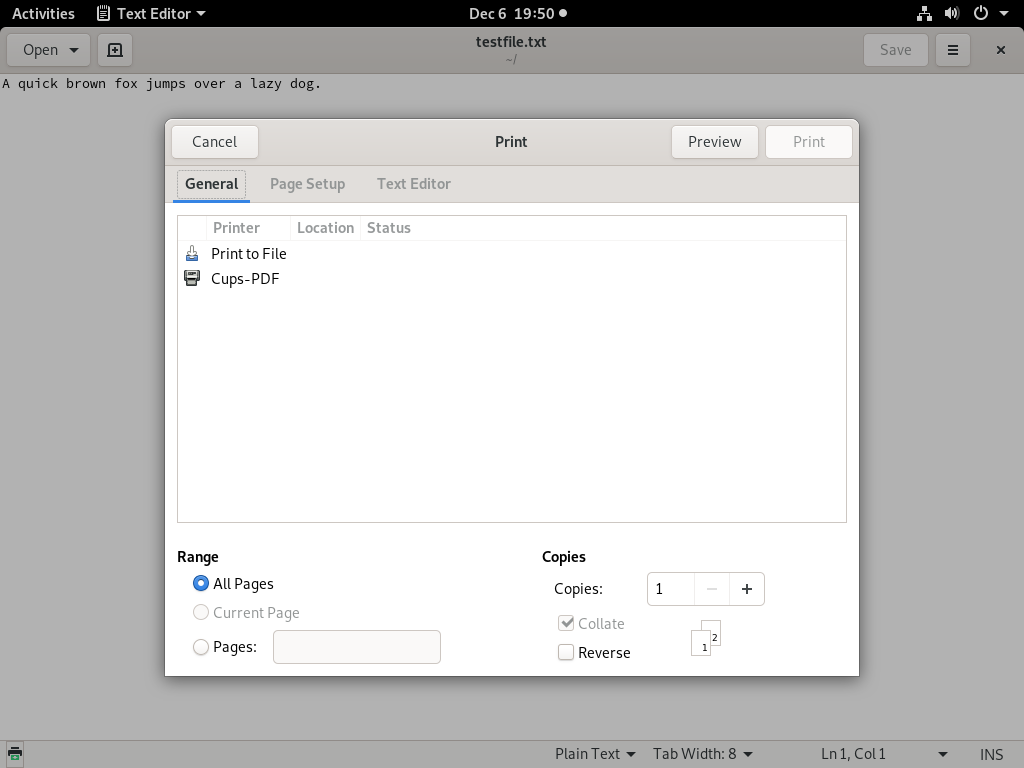 Activities Text Editor Dec 6 19:50
Open testfile.txt Save
~/
A quick brown fox jumps over a lazy dog.
Cancel Print Preview Print
General Page Setup Text Editor
Printer Location Status
Print to File
Cups-PDF
Range Copies
All Pages Copies: 1
Current Page Collate
Pages: Reverse
2
1
Plain Text Tab Width: 8 Ln 1, Col 1 INS